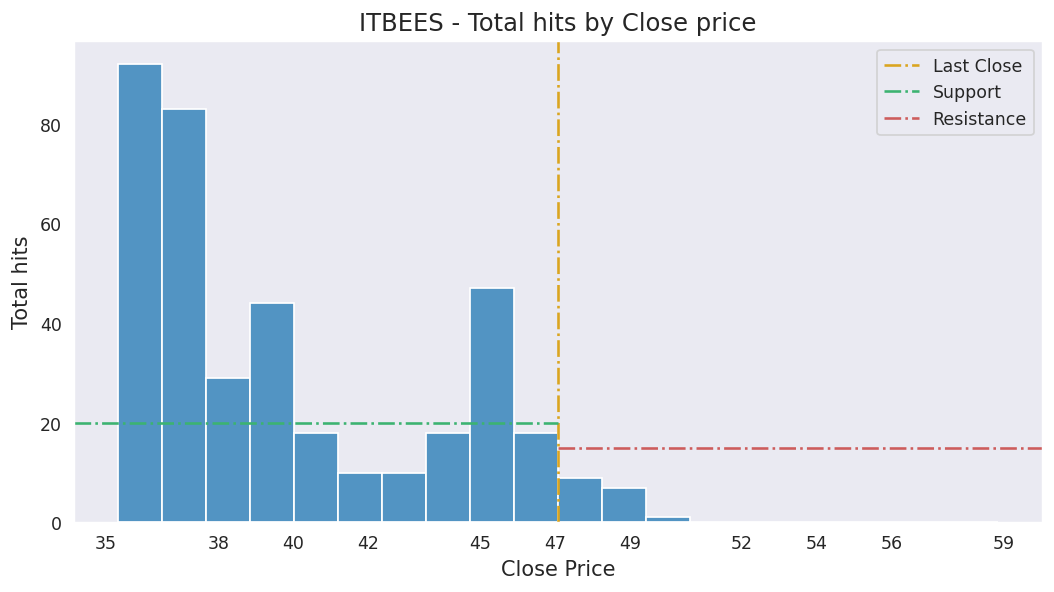 ITBEES - Total hits by Close price
Last Close
Support
Resistance
Total hits
80
60
40
20
0
35 38 40 42 45 47 49 52 54 56 59
Close Price